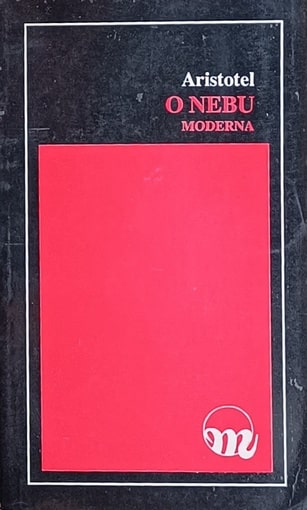 Aristotel
O NEBU
MODERNA
m